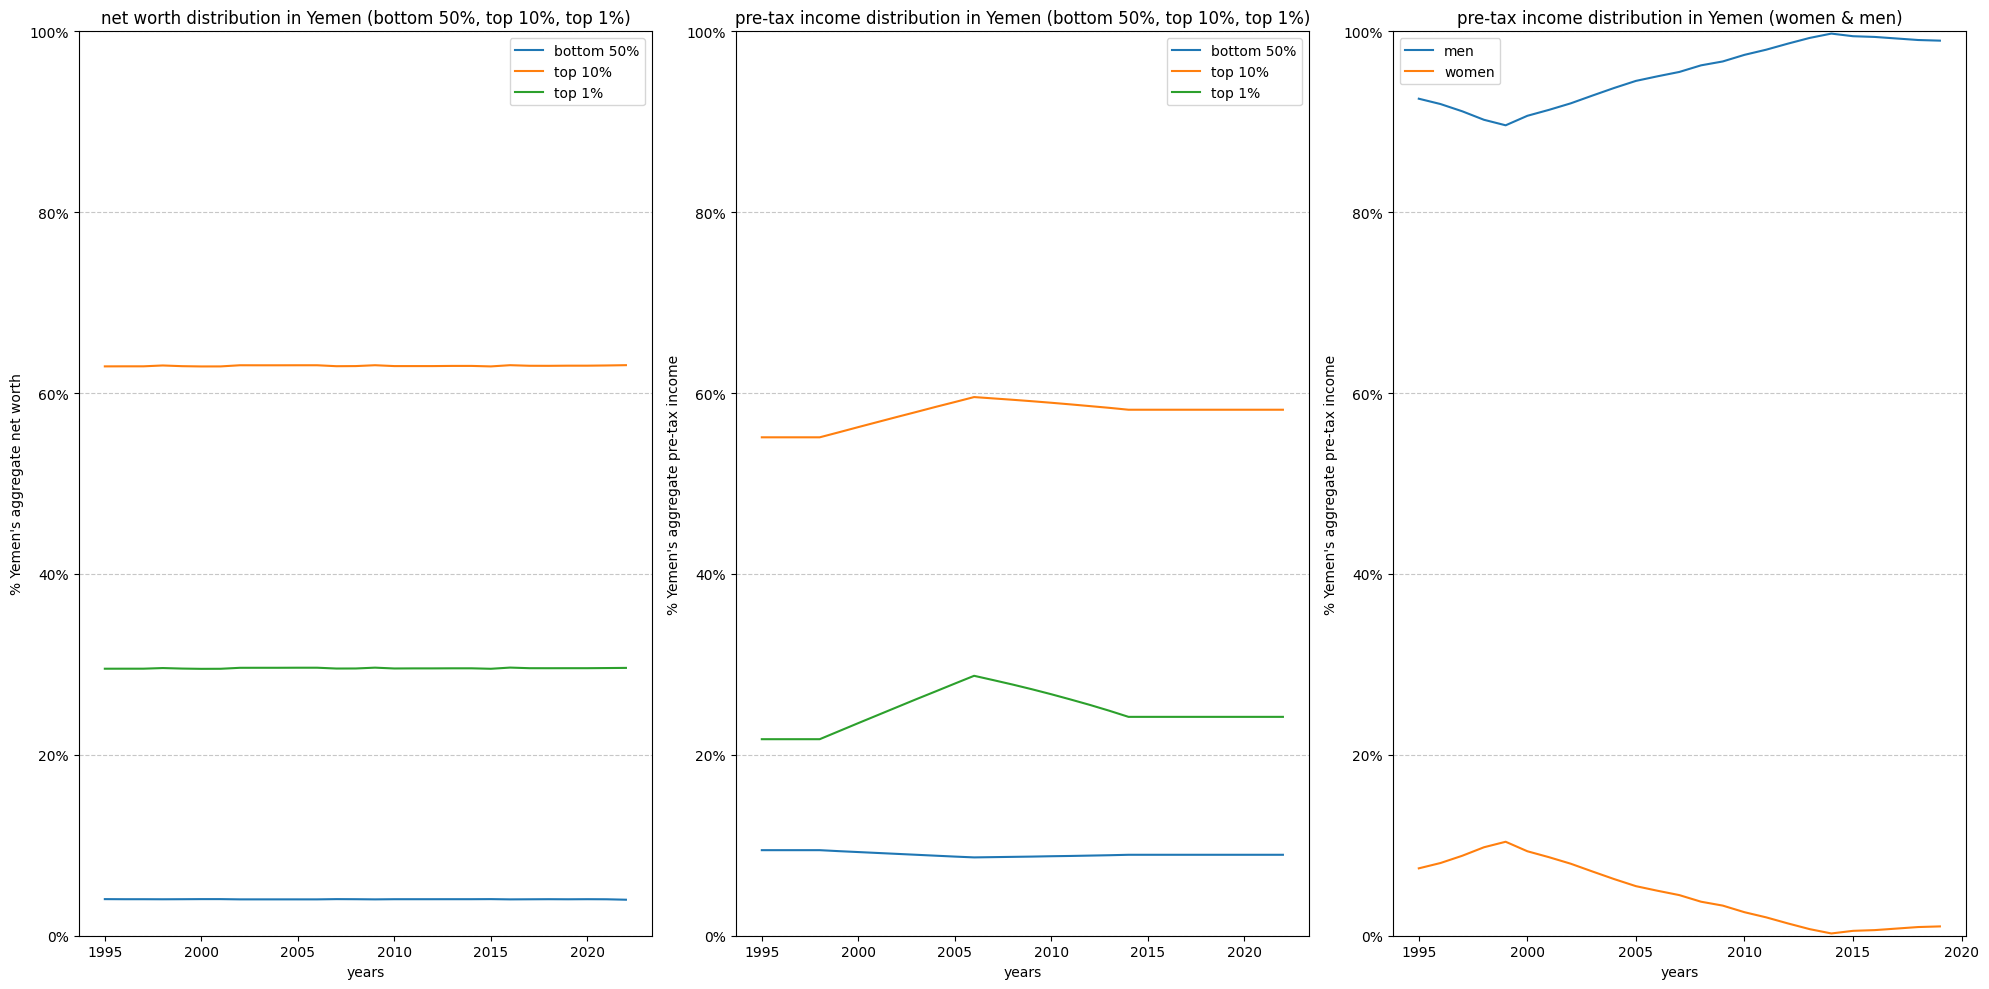 net worth distribution in Yemen (bottom 50%, top 10%, top 1%)
bottom 50%
top 10%
top 1%
100%
80%
60%
40%
20%
0%
% Yemen's aggregate net worth
1995 2000 2005 2010 2015 2020
years
pre-tax income distribution in Yemen (bottom 50%, top 10%, top 1%)
bottom 50%
top 10%
top 1%
100%
80%
60%
40%
20%
0%
% Yemen's aggregate pre-tax income
1995 2000 2005 2010 2015 2020
years
pre-tax income distribution in Yemen (women & men)
men
women
100%
80%
60%
40%
20%
0%
% Yemen's aggregate pre-tax income
1995 2000 2005 2010 2015 2020
years